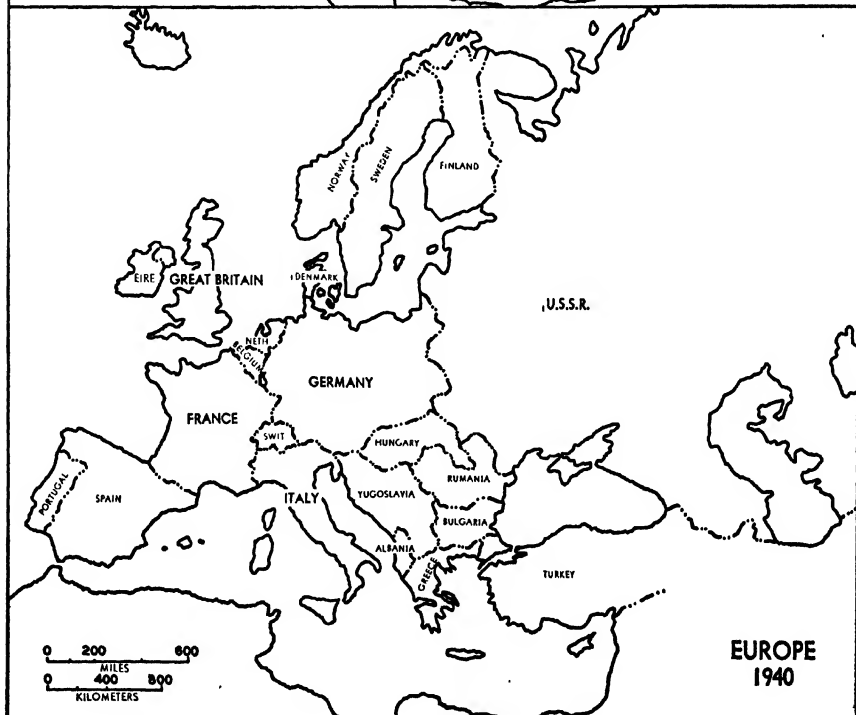 NORWAY
SWEDEN
FINLAND
EIRE
GREAT BRITAIN
DENMARK
U.S.S.R.
NETH
BELGIUM
GERMANY
FRANCE
SWIT
HUNGARY
RUMANIA
PORTUGAL
SPAIN
ITALY
YUGOSLAVIA
BULGARIA
ALBANIA
GREECE
TURKEY
0 200 600
MILES
0 400 800
KILOMETERS
EUROPE
1940